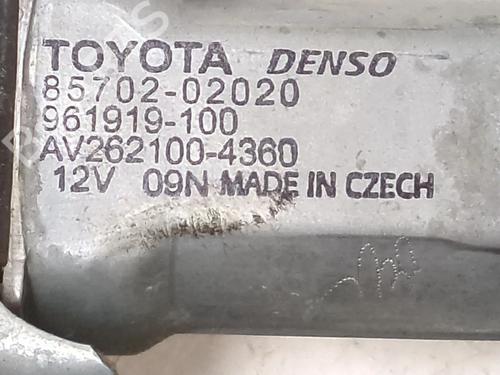 TOYOTA DENSO
85702-02020
961919-100
AV262100-4360
12V 09N MADE IN CZECH